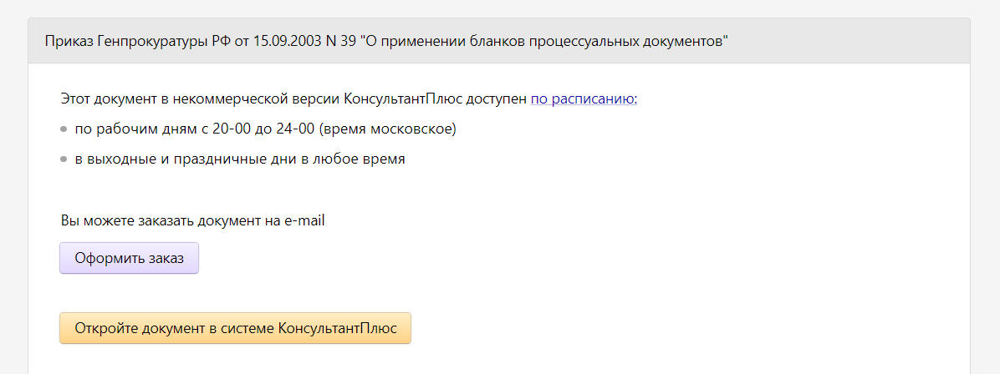 Приказ Генпрокуратуры РФ от 15.09.2003 N 39 "О применении бланков процессуальных документов"
Этот документ в некоммерческой версии КонсультантПлюс доступен по расписанию:
по рабочим дням с 20-00 до 24-00 (время московское)
в выходные и праздничные дни в любое время
Вы можете заказать документ на e-mail
Оформить заказ
Откройте документ в системе КонсультантПлюс